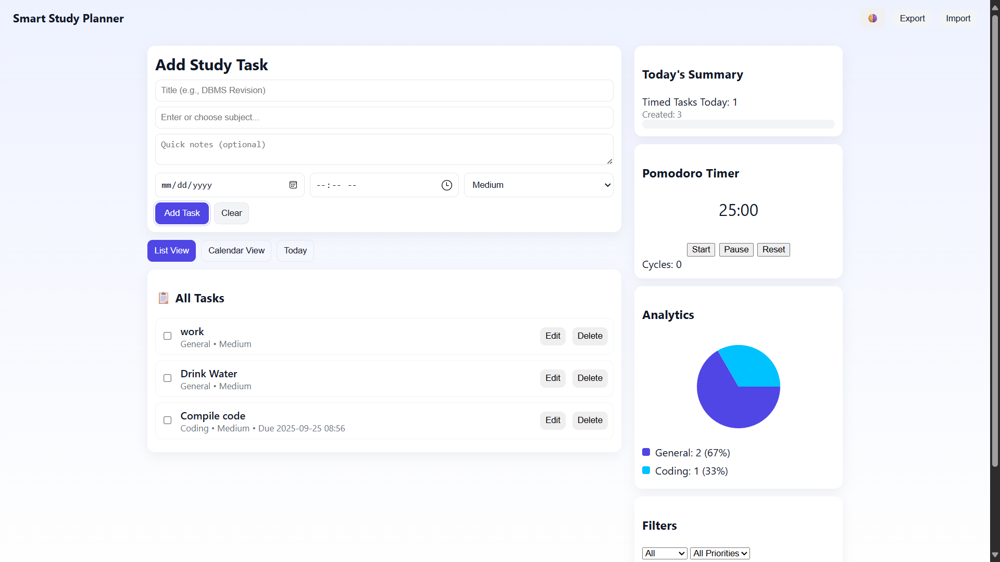 Smart Study Planner
Export
Import
Add Study Task
Title (e.g., DBMS Revision)
Enter or choose subject...
Quick notes (optional)
mm/dd/yyyy
--:-- --
Medium
Add Task
Clear
List View
Calendar View
Today
All Tasks
work
General • Medium
Edit
Delete
Drink Water
General • Medium
Edit
Delete
Compile code
Coding • Medium • Due 2025-09-25 08:56
Edit
Delete
Today's Summary
Timed Tasks Today: 1
Created: 3
Pomodoro Timer
25:00
Start
Pause
Reset
Cycles: 0
Analytics
General: 2 (67%)
Coding: 1 (33%)
Filters
All
All Priorities